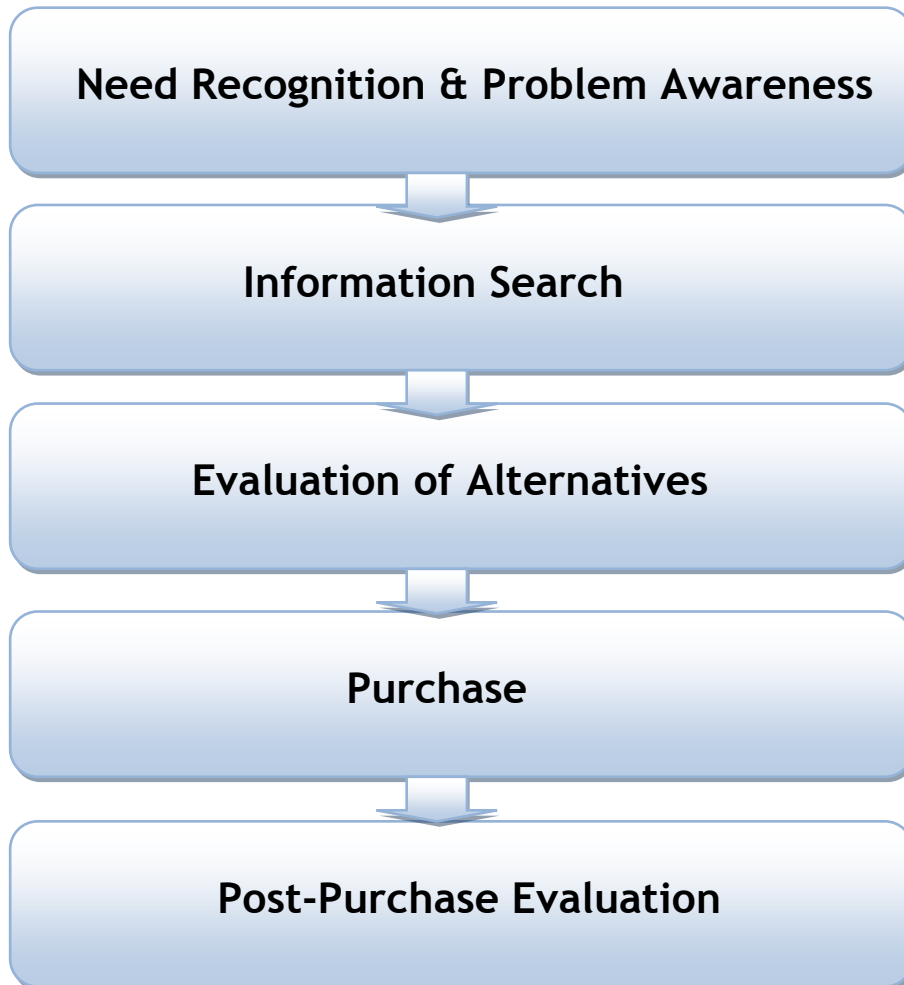 Need Recognition & Problem Awareness
Information Search
Evaluation of Alternatives
Purchase
Post-Purchase Evaluation